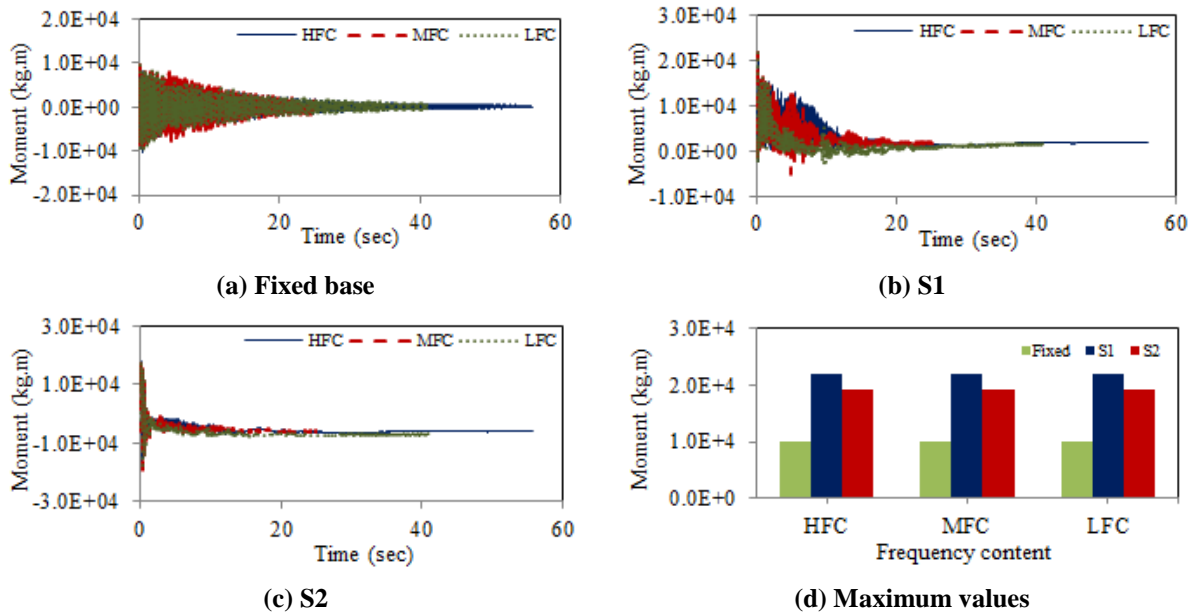 2.0E+04
1.0E+04
0.0E+00
-1.0E+04
-2.0E+04
Moment (kg.m)
HFC MFC LFC
0 20 40 60
Time (sec)
(a) Fixed base
3.0E+04
2.0E+04
1.0E+04
0.0E+00
-1.0E+04
Moment (kg.m)
HFC MFC LFC
0 20 40 60
Time (sec)
(b) S1
3.0E+04
1.0E+04
-1.0E+04
-3.0E+04
Moment (kg.m)
HFC MFC LFC
0 20 40 60
Time (sec)
(c) S2
3.0E+4
2.0E+4
1.0E+4
0.0E+0
Moment (kg.m)
Fixed S1 S2
HFC MFC LFC
Frequency content
(d) Maximum values